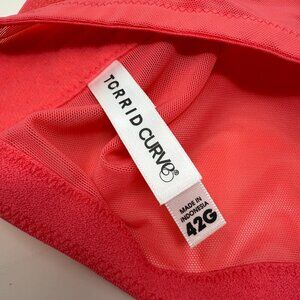 TORRID CURVE®
MADE IN
INDONESIA
42G